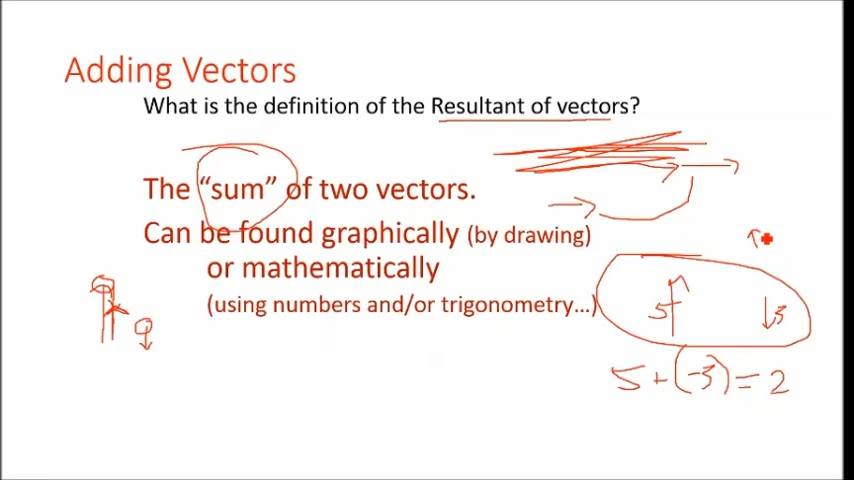 Adding Vectors
What is the definition of the Resultant of vectors?
The “sum” of two vectors.
Can be found graphically (by drawing)
or mathematically
(using numbers and/or trigonometry...)
5 3
5 + (-3) = 2